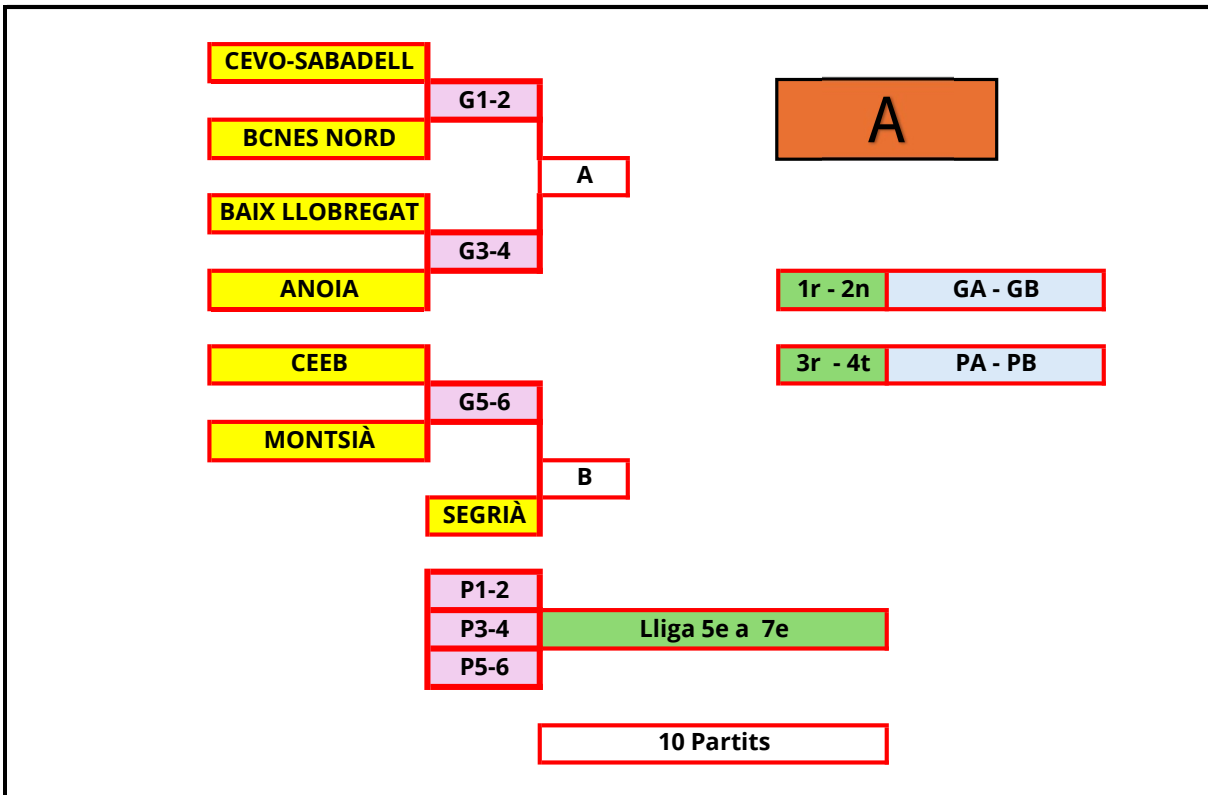 CEVO-SABADELL
G1-2
A
BCNES NORD
A
BAIX LLOBREGAT
G3-4
ANOIA
1r - 2n GA - GB
CEEB
3r - 4t PA - PB
G5-6
MONTSIÀ
B
SEGRIÀ
P1-2
P3-4 Lliga 5e a 7e
P5-6
10 Partits